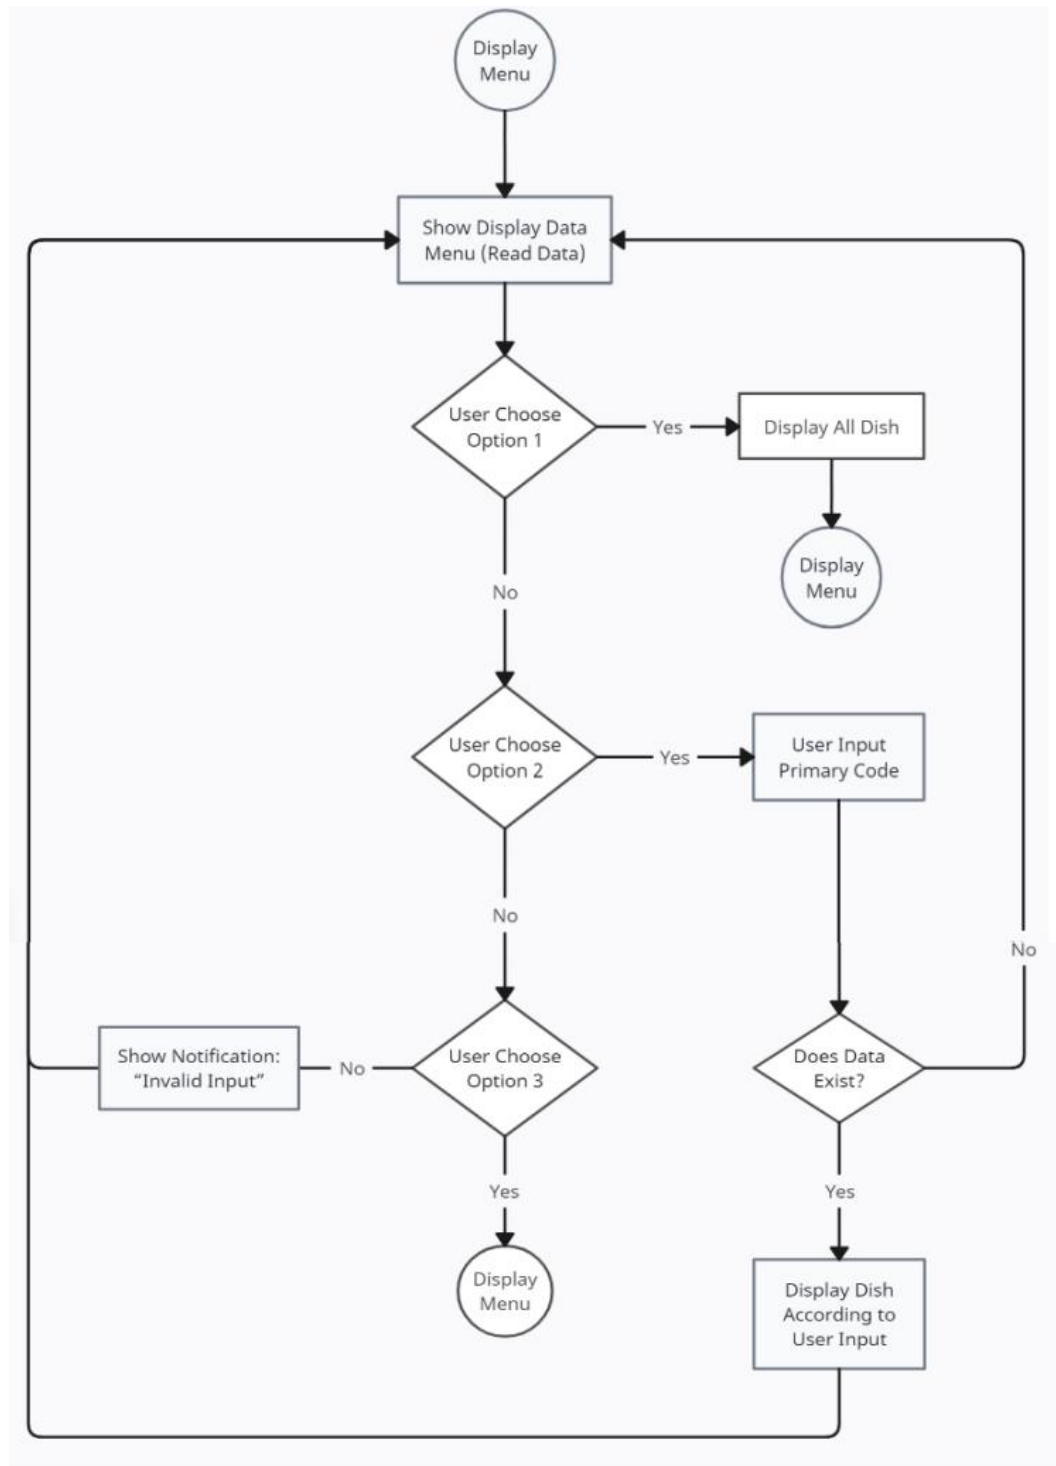 Display
Menu
Show Display Data
Menu (Read Data)
User Choose
Option 1
Yes
Display All Dish
Display
Menu
No
User Choose
Option 2
Yes
User Input
Primary Code
No
No
Show Notification:
“Invalid Input”
No
User Choose
Option 3
Does Data
Exist?
Yes
Yes
Display
Menu
Display Dish
According to
User Input